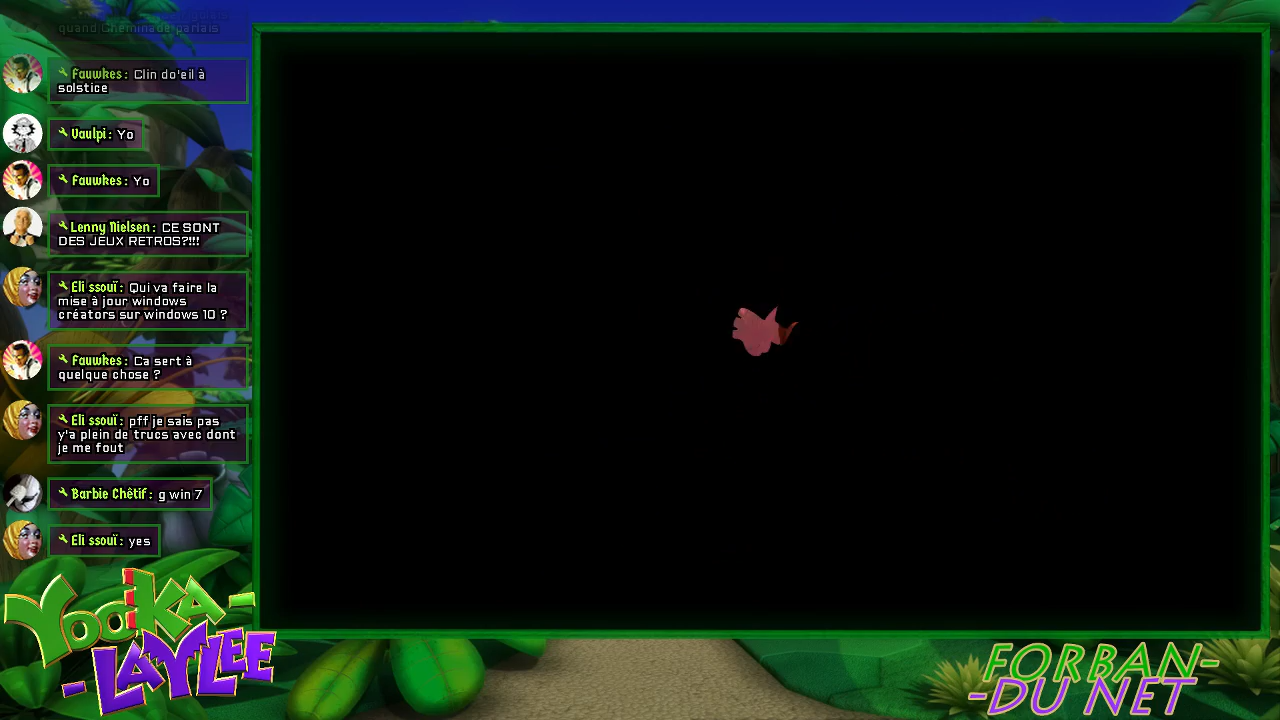 quand Cheminade parlais
Fauwkes: Clin do'eil à
solstice
Vaulpi: Yo
Fauwkes: Yo
Lenny Nielsen: CE SONT
DES JEUX RETROS?!!!
Eli ssouï: Qui va faire la
mise à jour windows
créators sur windows 10 ?
Fauwkes: Ca sert à
quelque chose ?
Eli ssouï: pff je sais pas
y'a plein de trucs avec dont
je me fout
Barbie Chêtif: g win 7
Eli ssouï: yes
YOOKA-
-LAYLEE
FORBAN-
-DU NET